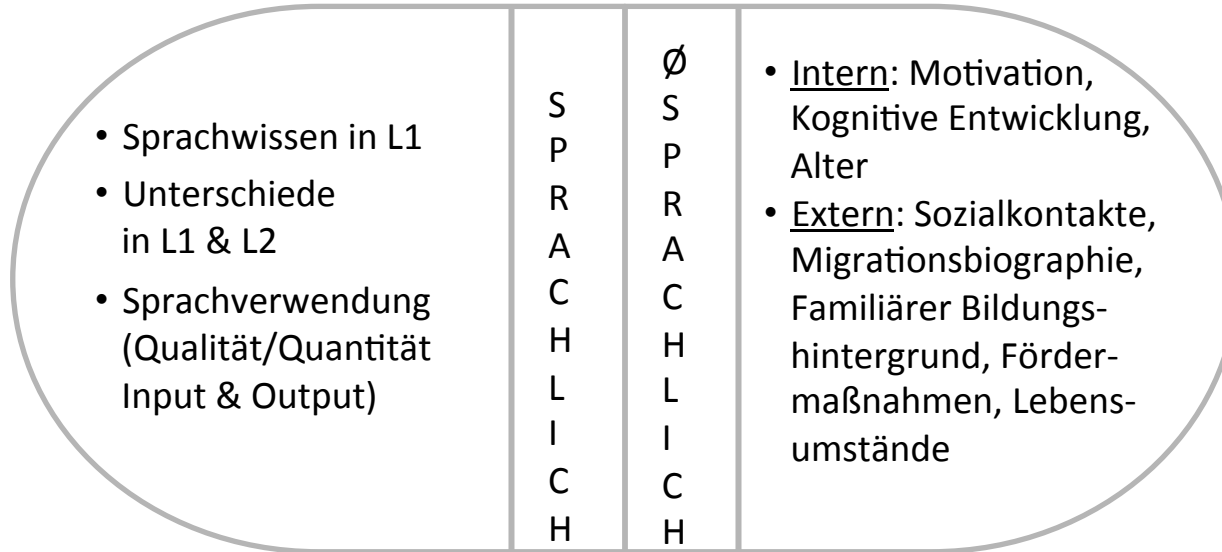 • Sprachwissen in L1
• Unterschiede
in L1 & L2
• Sprachverwendung
(Qualität/Quantität
Input & Output)
S
P
R
A
C
H
L
I
C
H
Ø
S
P
R
A
C
H
L
I
C
H
• Intern: Motivation,
Kognitive Entwicklung,
Alter
• Extern: Sozialkontakte,
Migrationsbiographie,
Familiärer Bildungs-
hintergrund, Förder-
maßnahmen, Lebens-
umstände